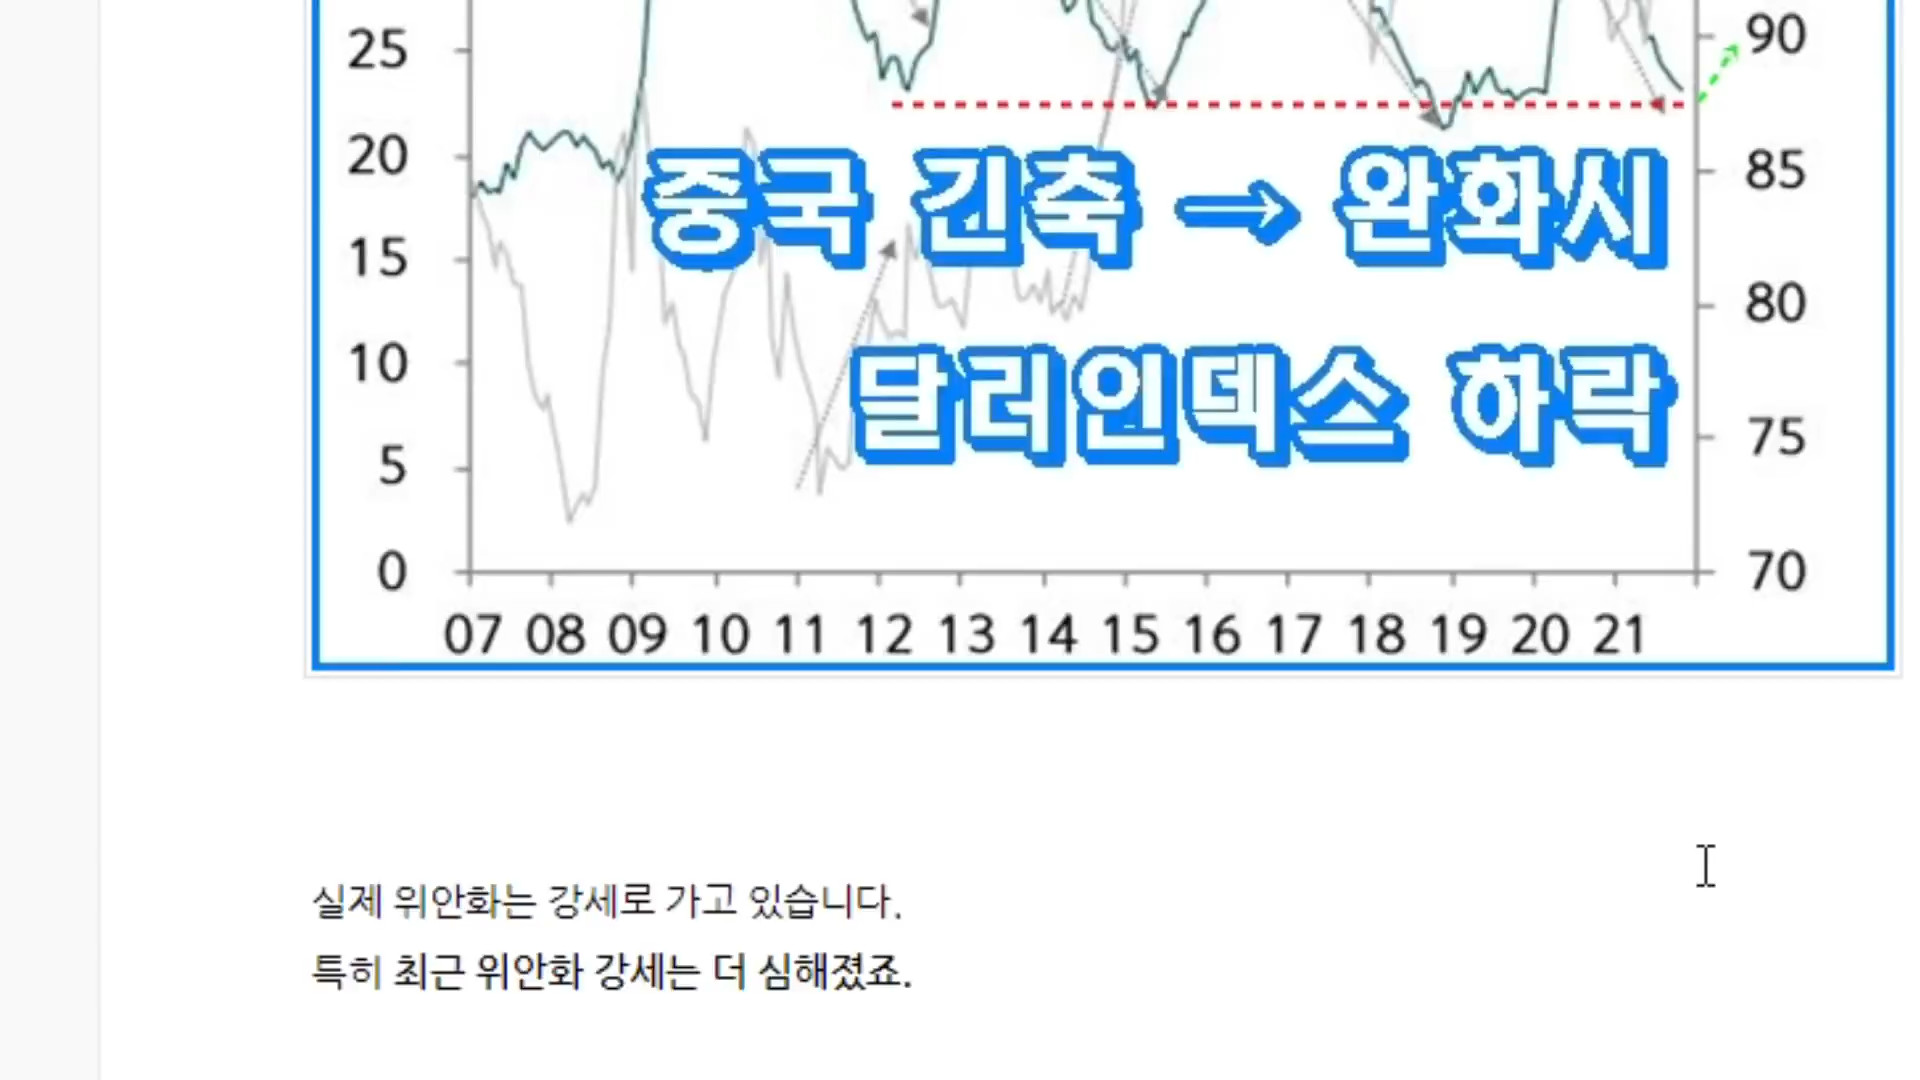 25 90
20 85
중국 긴축 → 완화시
15 80
10
달러인덱스 하락
5 75
0 70
07 08 09 10 11 12 13 14 15 16 17 18 19 20 21
실제 위안화는 강세로 가고 있습니다.
특히 최근 위안화 강세는 더 심해졌죠.